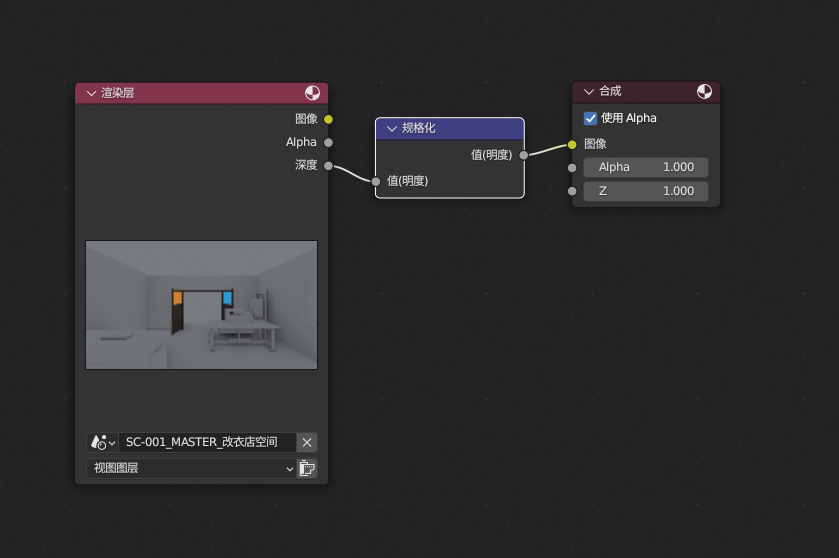 渲染层
图像
Alpha
深度
SC-001_MASTER_改衣店空间
视图图层
规格化
值(明度)
值(明度)
合成
使用 Alpha
图像
Alpha 1.000
Z 1.000